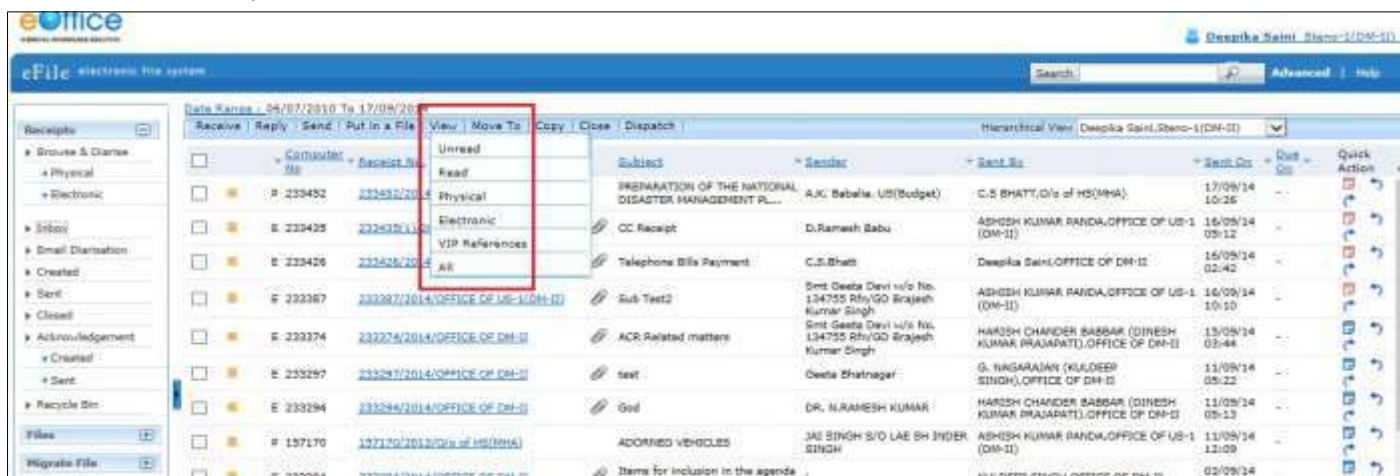 eOffice
Deepika Saini Steno-1(DM-II)
eFile electronic file system
Search
Advanced | Help
Date Range : 06/07/2010 To 17/09/2014
Receive | Reply | Send | Put in a File | View | Move To | Copy | Close | Dispatch |
Hierarchical View Deepika Saini,Steno-1(DM-II)
Receipts
Browse & Diarise
Physical
Electronic
Inbox
Email Diarisation
Created
Sent
Closed
Acknowledgement
Created
Sent
Recycle Bin
Files
Migrate File
Unread
Read
Physical
Electronic
VIP References
All
Computer No Receipt No Subject Sender Sent By Sent On Due On Quick Action
P 233452 233452/2014 PREPARATION OF THE NATIONAL DISASTER MANAGEMENT PL... A.K. Babalia, US(Budget) C.S BHATT,O/o of HS(MHA) 17/09/14 10:26
E 233435 233435(1)/ CC Receipt D.Ramesh Babu ASHISH KUMAR PANDA,OFFICE OF US-1 (DM-II) 16/09/14 05:12
E 233426 233426/2014 Telephone Bills Payment C.S.Bhatt Deepika Saini,OFFICE OF DM-II 16/09/14 02:42
E 233387 233387/2014/OFFICE OF US-1(DM-II) Sub Test2 Smt Geeta Devi w/o No. 134755 Rfn/GD Brajesh Kumar Singh ASHISH KUMAR PANDA,OFFICE OF US-1 (DM-II) 16/09/14 10:10
E 233374 233374/2014/OFFICE OF DM-II ACR Related matters Smt Geeta Devi w/o No. 134755 Rfn/GD Brajesh Kumar Singh HARISH CHANDER BABBAR (DINESH KUMAR PRAJAPATI),OFFICE OF DM-II 15/09/14 03:44
E 233297 233297/2014/OFFICE OF DM-II test Geeta Bhatnagar G. NAGARAJAN (KULDEEP SINGH),OFFICE OF DM-II 11/09/14 05:22
E 233294 233294/2014/OFFICE OF DM-II God DR. N.RAMESH KUMAR HARISH CHANDER BABBAR (DINESH KUMAR PRAJAPATI),OFFICE OF DM-II 11/09/14 05:13
P 157170 157170/2012/O/o of HS(MHA) ADORNED VEHICLES JAI SINGH S/O LAE SH INDER SINGH ASHISH KUMAR PANDA,OFFICE OF US-1 (DM-II) 11/09/14 12:09
Items for inclusion in the agenda 03/09/14